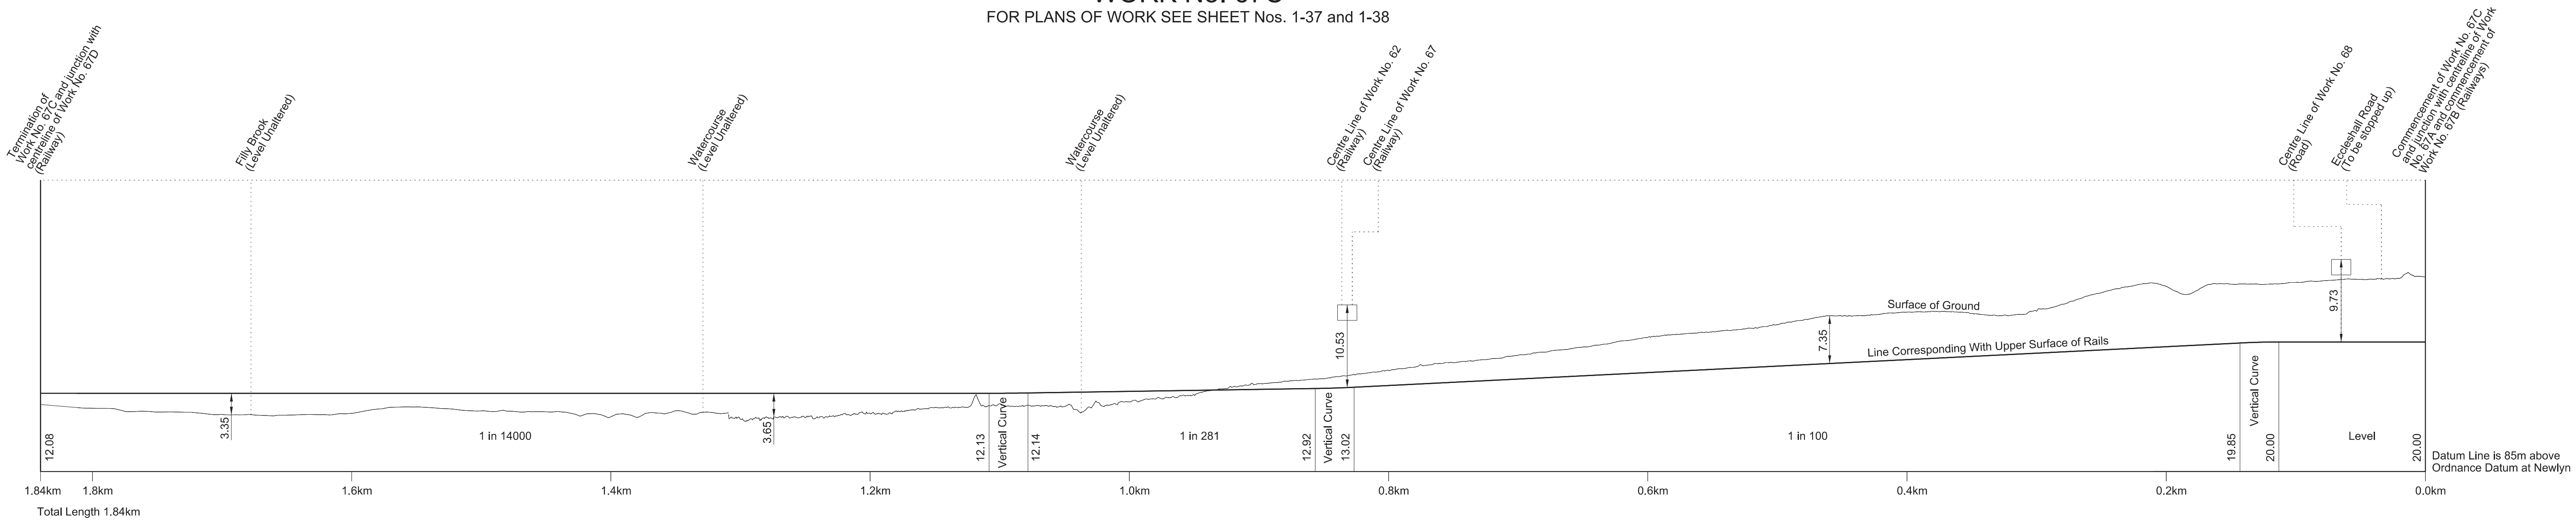 FOR PLANS OF WORK SEE SHEET Nos. 1-37 and 1-38
Termination of
Work No. 67C and junction with
centreline of Work No. 67D
(Railway)
Filly Brook
(Level Unaltered)
Watercourse
(Level Unaltered)
Watercourse
(Level Unaltered)
Centre Line of Work No. 62
(Railway)
Centre Line of Work No. 67
(Railway)
Centre Line of Work No. 68
(Road)
Eccleshall Road
(To be stopped up)
Commencement of Work No. 67C
and junction with centreline of Work
No. 67A and commencement of
Work No. 67B (Railways)
Surface of Ground
Line Corresponding With Upper Surface of Rails
3.35
3.65
10.53
7.35
9.73
12.08
1 in 14000
12.13
Vertical Curve
12.14
1 in 281
12.92
Vertical Curve
13.02
1 in 100
19.85
Vertical Curve
20.00
Level
20.00
Datum Line is 85m above
Ordnance Datum at Newlyn
1.84km
1.8km
1.6km
1.4km
1.2km
1.0km
0.8km
0.6km
0.4km
0.2km
0.0km
Total Length 1.84km